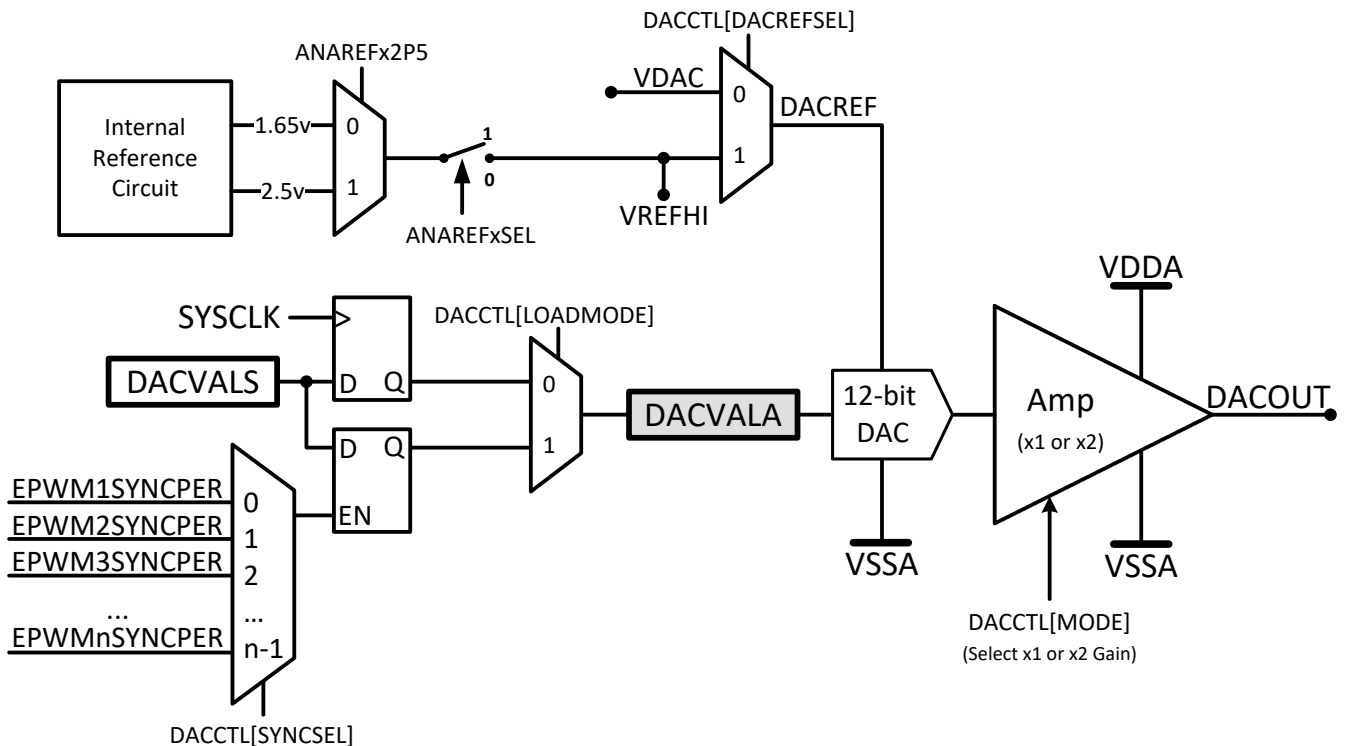 DACCTL[DACREFSEL]
ANAREFx2P5
VDAC
0
DACREF
Internal
Reference
Circuit
1.65v
0
2.5v
1
1
0
1
VREFHI
ANAREFxSEL
VDDA
SYSCLK
>
DACCTL[LOADMODE]
DACVALS
D
Q
0
DACVALA
12-bit
DAC
Amp
(x1 or x2)
DACOUT
D
Q
1
EN
EPWM1SYNCPER
0
EPWM2SYNCPER
1
EPWM3SYNCPER
2
...
...
EPWMnSYNCPER
n-1
VSSA
VSSA
DACCTL[MODE]
(Select x1 or x2 Gain)
DACCTL[SYNCSEL]